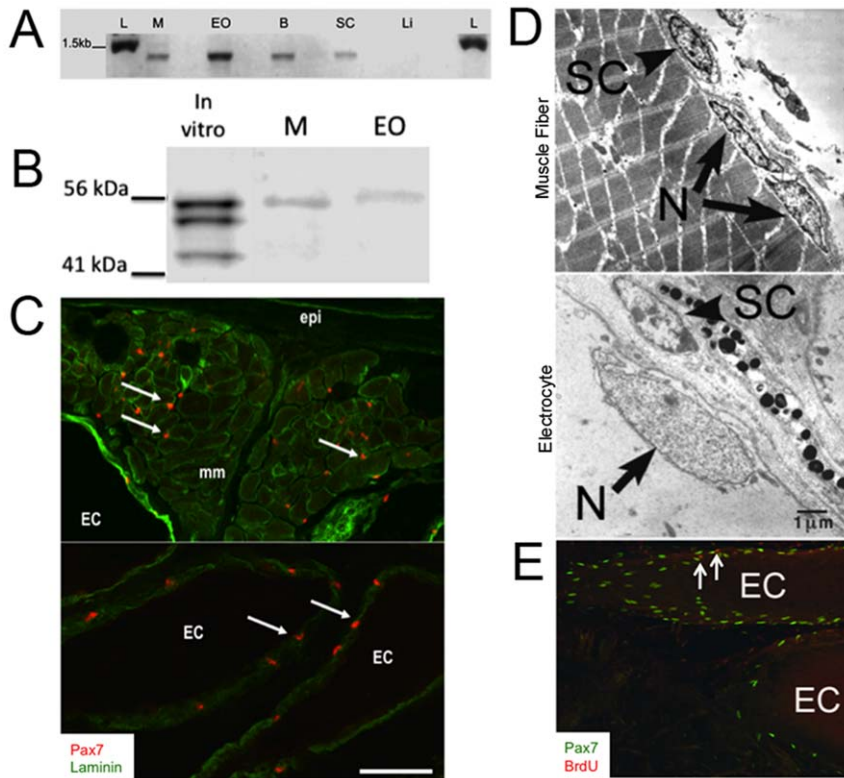 A
L M EO B SC Li L
1.5kb
B
In vitro M EO
56 kDa
41 kDa
C
epi
mm
EC
EC
EC
Pax7
Laminin
D
Muscle Fiber
SC
N
Electrocyte
SC
N
1 μm
E
EC
EC
Pax7
BrdU